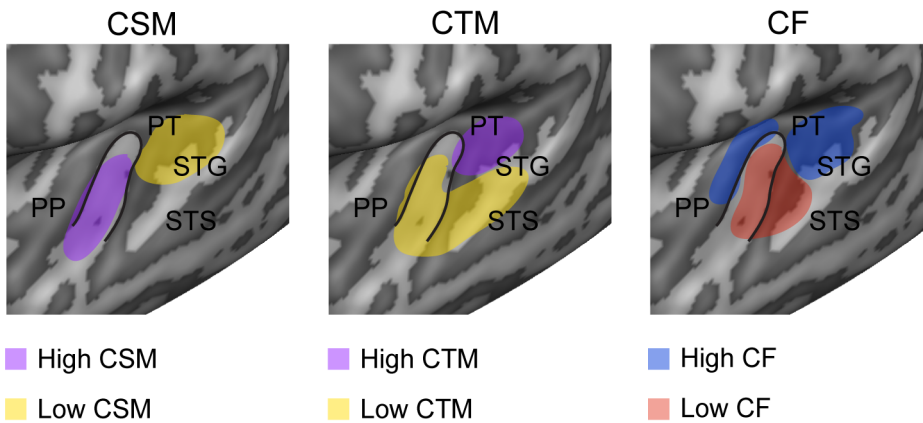 CSM
CTM
CF
PT
STG
PP
STS
PT
STG
PP
STS
PT
STG
PP
STS
High CSM
Low CSM
High CTM
Low CTM
High CF
Low CF